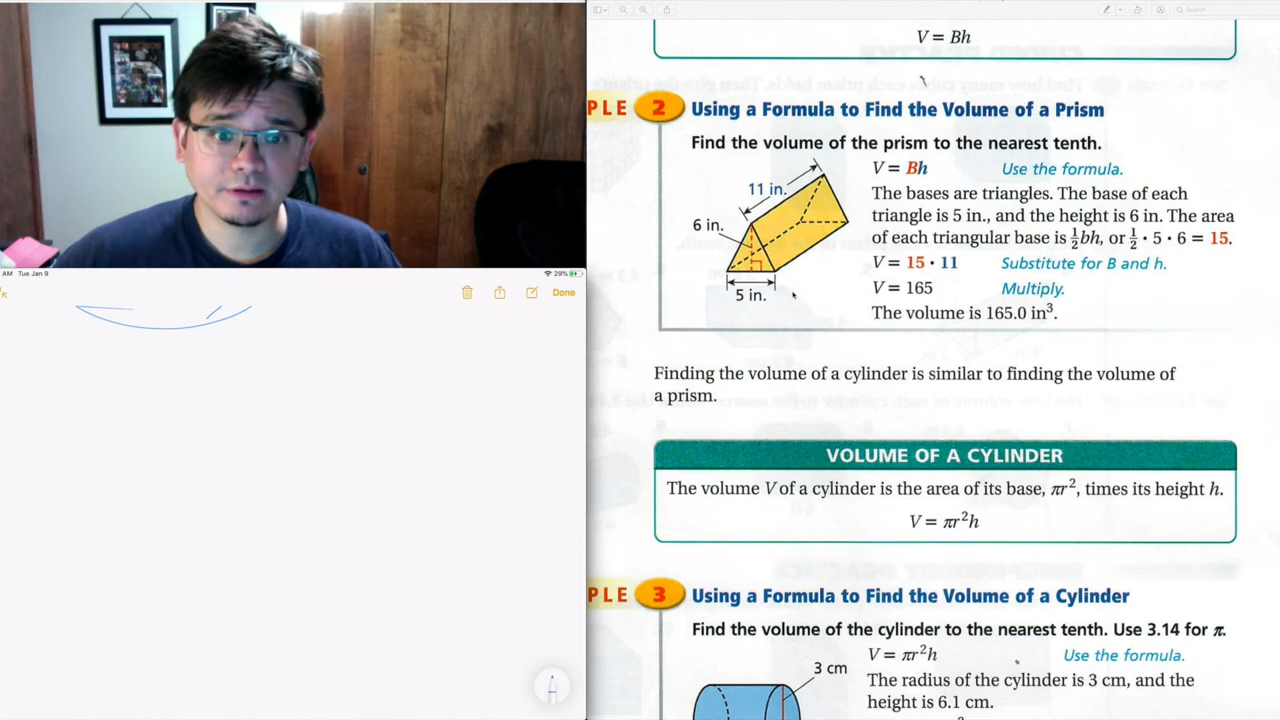 AM Tue Jan 9
29%
Done
Search
V = Bh
PLE 2 Using a Formula to Find the Volume of a Prism
Find the volume of the prism to the nearest tenth.
11 in.
6 in.
5 in.
V = Bh Use the formula.
The bases are triangles. The base of each
triangle is 5 in., and the height is 6 in. The area
of each triangular base is ½bh, or ½ · 5 · 6 = 15.
V = 15 · 11 Substitute for B and h.
V = 165 Multiply.
The volume is 165.0 in³.
Finding the volume of a cylinder is similar to finding the volume of
a prism.
VOLUME OF A CYLINDER
The volume V of a cylinder is the area of its base, πr², times its height h.
V = πr²h
PLE 3 Using a Formula to Find the Volume of a Cylinder
Find the volume of the cylinder to the nearest tenth. Use 3.14 for π.
3 cm
V = πr²h Use the formula.
The radius of the cylinder is 3 cm, and the
height is 6.1 cm.